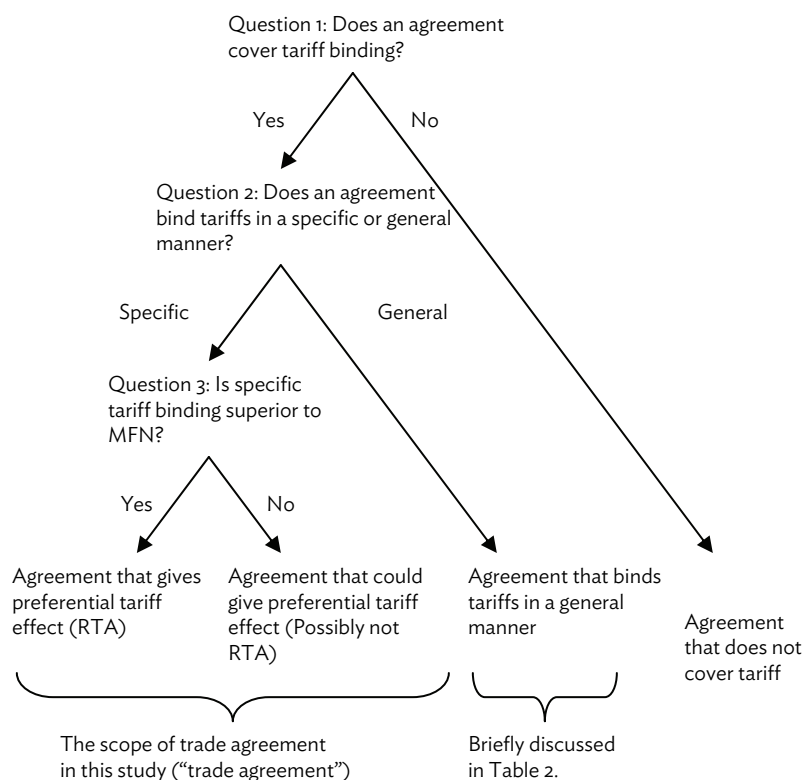 Question 1: Does an agreement
cover tariff binding?
Yes
No
Question 2: Does an agreement
bind tariffs in a specific or general
manner?
Specific
General
Question 3: Is specific
tariff binding superior to
MFN?
Yes
No
Agreement that gives
preferential tariff
effect (RTA)
Agreement that could
give preferential tariff
effect (Possibly not
RTA)
Agreement that binds
tariffs in a general
manner
Agreement
that does not
cover tariff
The scope of trade agreement
in this study (“trade agreement”)
Briefly discussed
in Table 2.